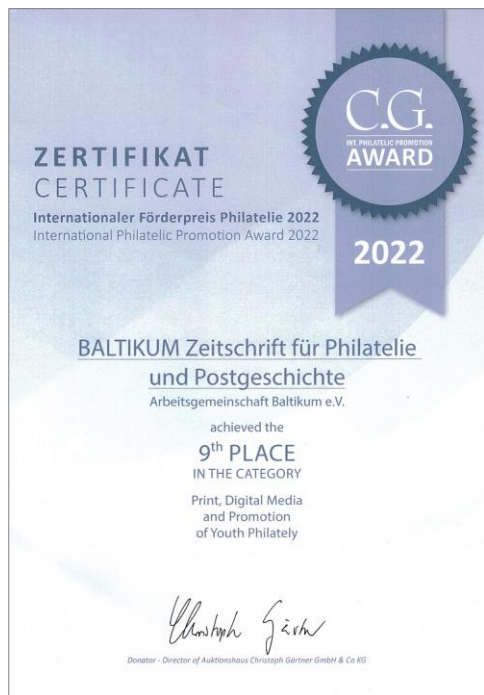 C.G.
INT. PHILATELIC PROMOTION
AWARD
2022
ZERTIFIKAT
CERTIFICATE
Internationaler Förderpreis Philatelie 2022
International Philatelic Promotion Award 2022
BALTIKUM Zeitschrift für Philatelie
und Postgeschichte
Arbeitsgemeinschaft Baltikum e.V.
achieved the
9th PLACE
IN THE CATEGORY
Print, Digital Media
and Promotion
of Youth Philately
Christoph Gärtner
Donator - Director of Auktionshaus Christoph Gärtner GmbH & Co KG